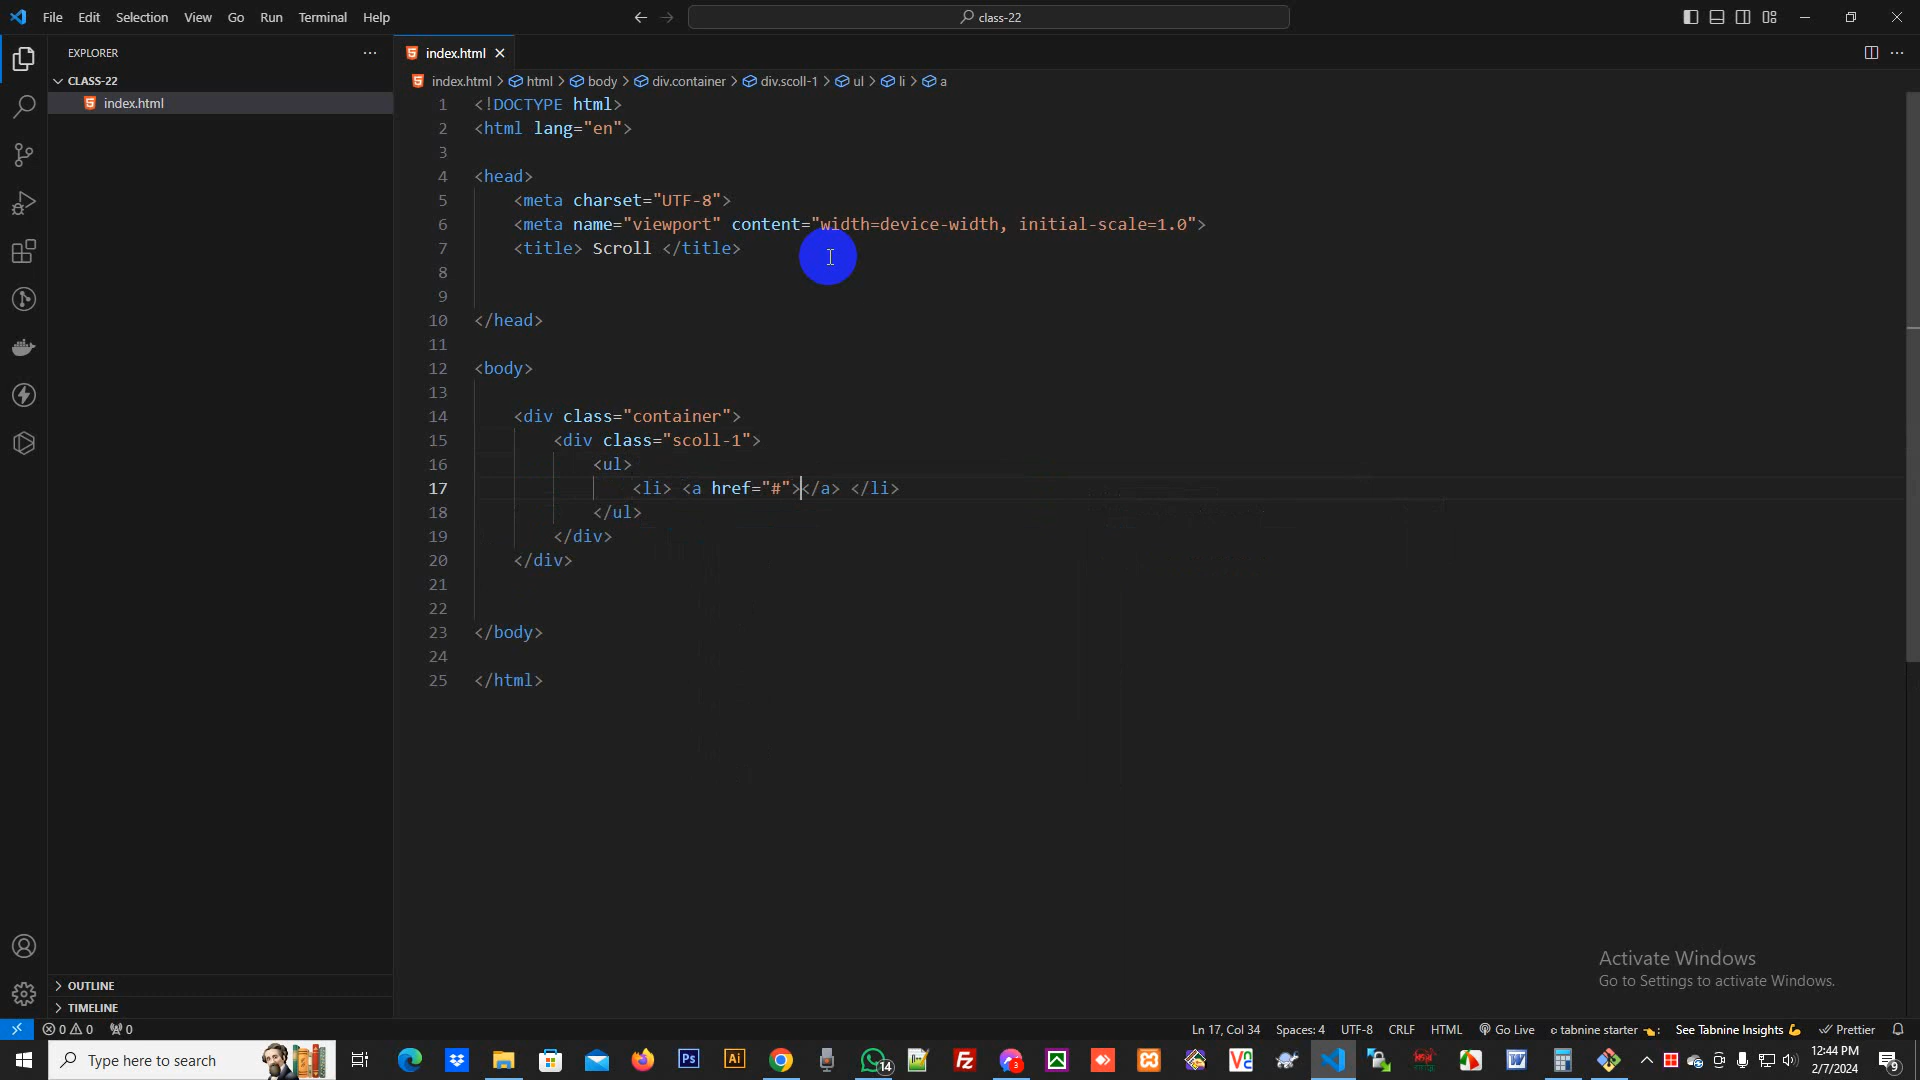 File Edit Selection View Go Run Terminal Help
class-22
EXPLORER
CLASS-22
index.html
OUTLINE
TIMELINE
index.html
index.html > html > body > div.container > div.scoll-1 > ul > li > a
1 <!DOCTYPE html>
2 <html lang="en">
3
4 <head>
5 <meta charset="UTF-8">
6 <meta name="viewport" content="width=device-width, initial-scale=1.0">
7 <title> Scroll </title>
8
9
10 </head>
11
12 <body>
13
14 <div class="container">
15 <div class="scoll-1">
16 <ul>
17 <li> <a href="#"></a> </li>
18 </ul>
19 </div>
20 </div>
21
22
23 </body>
24
25 </html>
Activate Windows
Go to Settings to activate Windows.
0 0 0
Ln 17, Col 34 Spaces: 4 UTF-8 CRLF HTML Go Live tabnine starter See Tabnine Insights Prettier
Type here to search
Ps
Ai
14
Fz
3
12:44 PM
2/7/2024
9